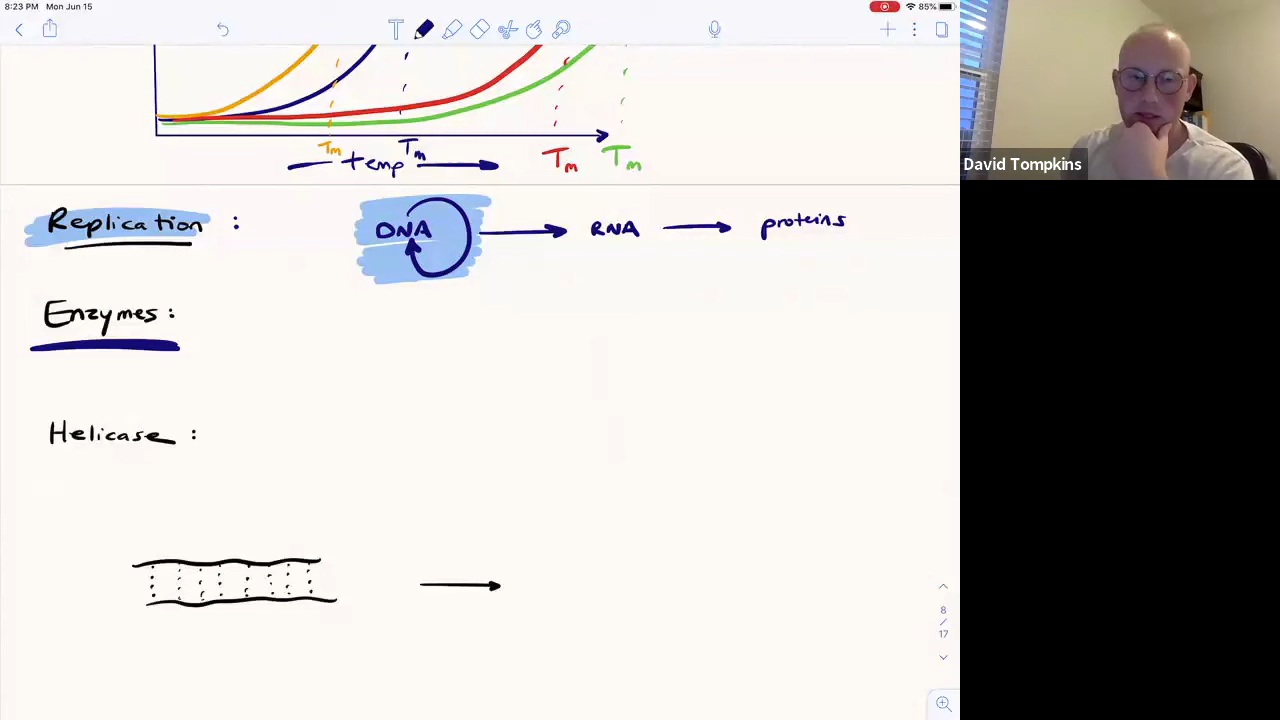 8:23 PM Mon Jun 15
85%
T
David Tompkins
Tm Tm Tm Tm
temp
Replication : DNA RNA proteins
Enzymes:
Helicase :
8
/
17